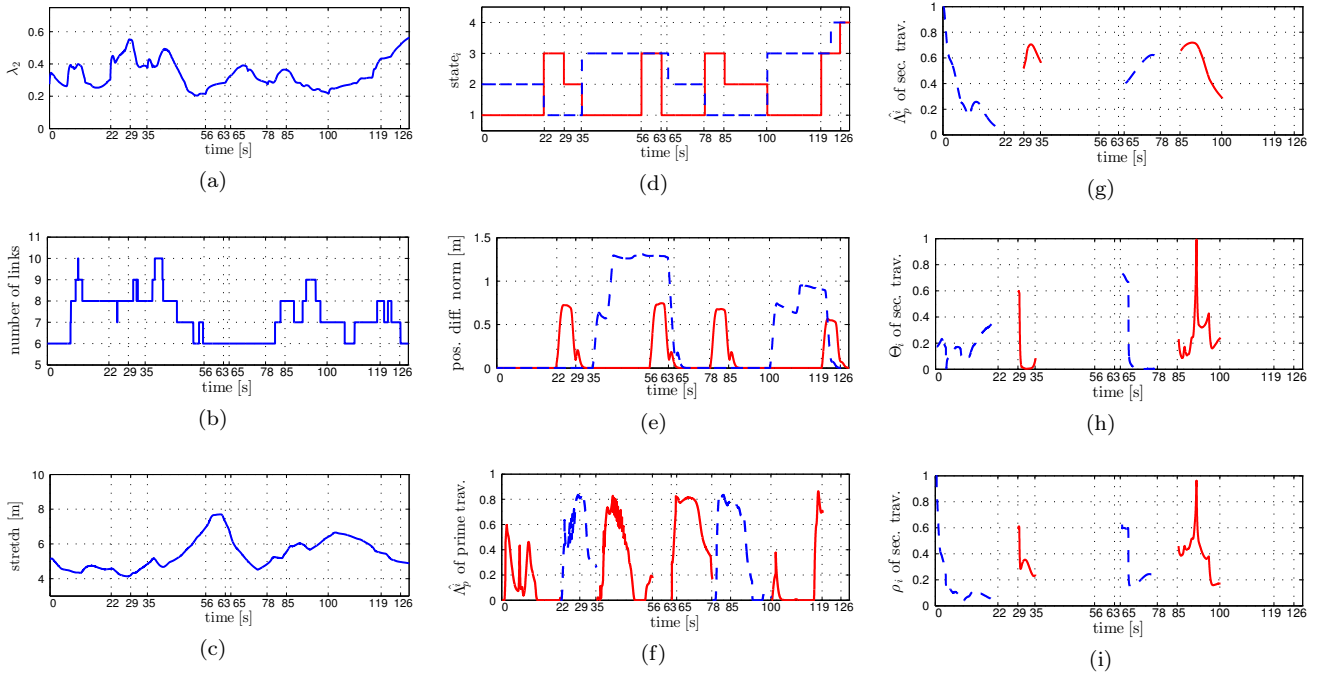 0.6
0.4
0.2
0
λ₂
0 22 29 35 56 63 65 78 85 100 119 126
time [s]
(a)
4
3
2
1
stateᵢ
0 22 29 35 56 63 65 78 85 100 119 126
time [s]
(d)
1
0.8
0.6
0.4
0.2
0
Λ̂ₚⁱ of sec. trav.
0 22 29 35 56 63 65 78 85 100 119 126
time [s]
(g)
11
10
9
8
7
6
5
number of links
0 22 29 35 56 63 65 78 85 100 119 126
time [s]
(b)
1.5
1
0.5
0
pos. diff. norm [m]
0 22 29 35 56 63 65 78 85 100 119 126
time [s]
(e)
1
0.8
0.6
0.4
0.2
0
Θᵢ of sec. trav.
0 22 29 35 56 63 65 78 85 100 119 126
time [s]
(h)
10
8
6
4
stretch [m]
0 22 29 35 56 63 65 78 85 100 119 126
time [s]
(c)
1
0.8
0.6
0.4
0.2
0
Λ̂ₚⁱ of prime trav.
0 22 29 35 56 63 65 78 85 100 119 126
time [s]
(f)
1
0.8
0.6
0.4
0.2
0
ρᵢ of sec. trav.
0 22 29 35 56 63 65 78 85 100 119 126
time [s]
(i)